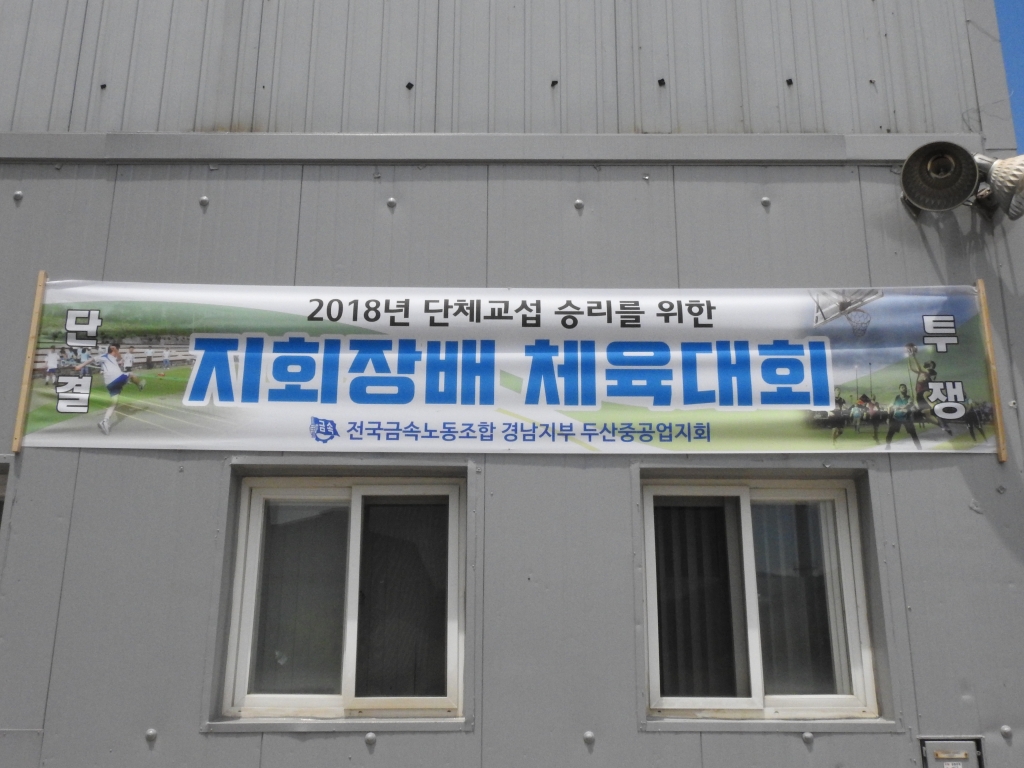 2018년 단체교섭 승리를 위한
단결
지회장배 체육대회
투쟁
금속 전국금속노동조합 경남지부 두산중공업지회